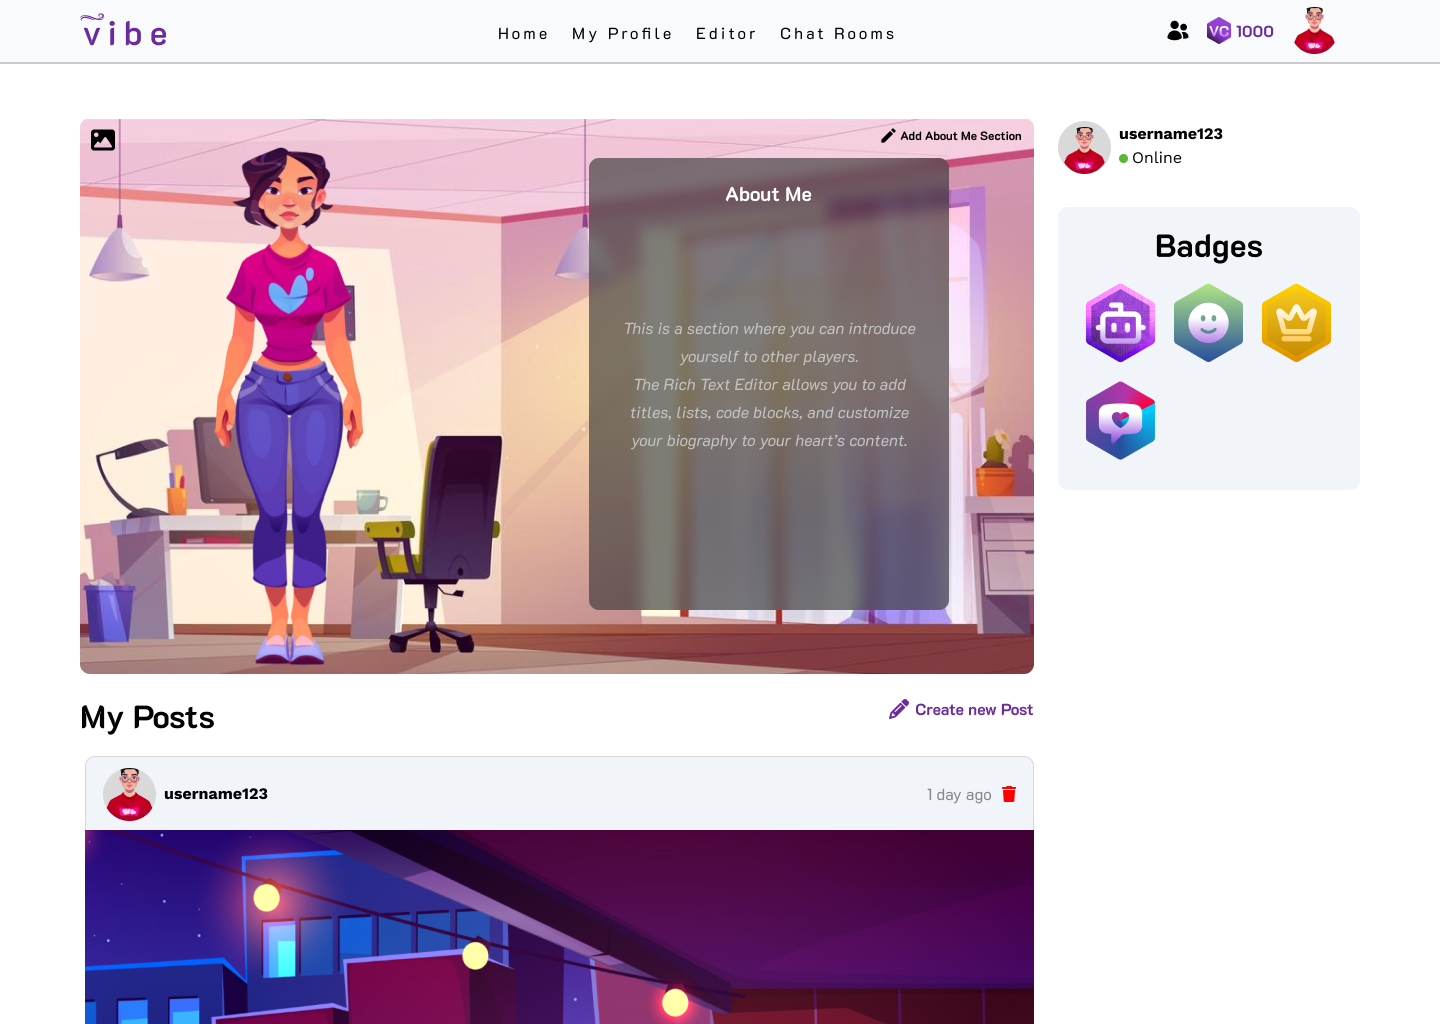 vibe
Home My Profile Editor Chat Rooms
VC 1000
Add About Me Section
About Me
This is a section where you can introduce
yourself to other players.
The Rich Text Editor allows you to add
titles, lists, code blocks, and customize
your biography to your heart's content.
username123
Online
Badges
My Posts
Create new Post
username123
1 day ago